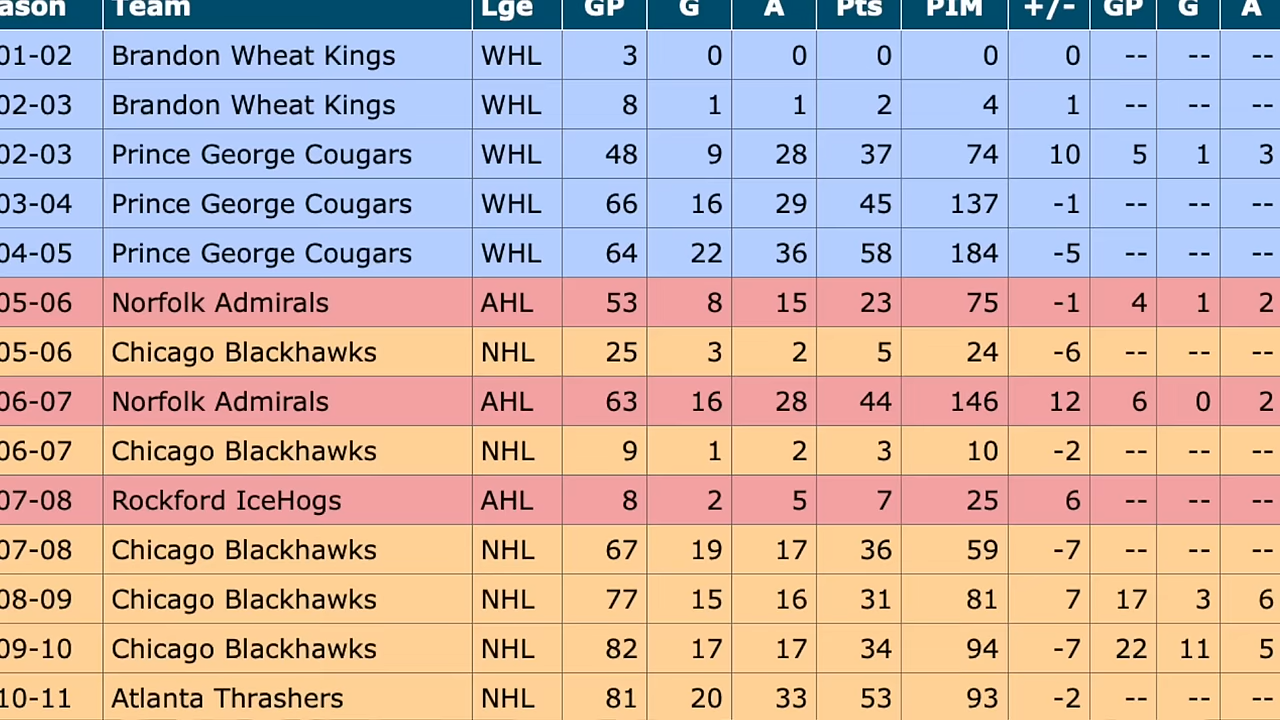 ason Team Lge GP G A Pts PIM +/- GP G A
01-02 Brandon Wheat Kings WHL 3 0 0 0 0 0 -- -- --
02-03 Brandon Wheat Kings WHL 8 1 1 2 4 1 -- -- --
02-03 Prince George Cougars WHL 48 9 28 37 74 10 5 1 3
03-04 Prince George Cougars WHL 66 16 29 45 137 -1 -- -- --
04-05 Prince George Cougars WHL 64 22 36 58 184 -5 -- -- --
05-06 Norfolk Admirals AHL 53 8 15 23 75 -1 4 1 2
05-06 Chicago Blackhawks NHL 25 3 2 5 24 -6 -- -- --
06-07 Norfolk Admirals AHL 63 16 28 44 146 12 6 0 2
06-07 Chicago Blackhawks NHL 9 1 2 3 10 -2 -- -- --
07-08 Rockford IceHogs AHL 8 2 5 7 25 6 -- -- --
07-08 Chicago Blackhawks NHL 67 19 17 36 59 -7 -- -- --
08-09 Chicago Blackhawks NHL 77 15 16 31 81 7 17 3 6
09-10 Chicago Blackhawks NHL 82 17 17 34 94 -7 22 11 5
10-11 Atlanta Thrashers NHL 81 20 33 53 93 -2 -- -- --